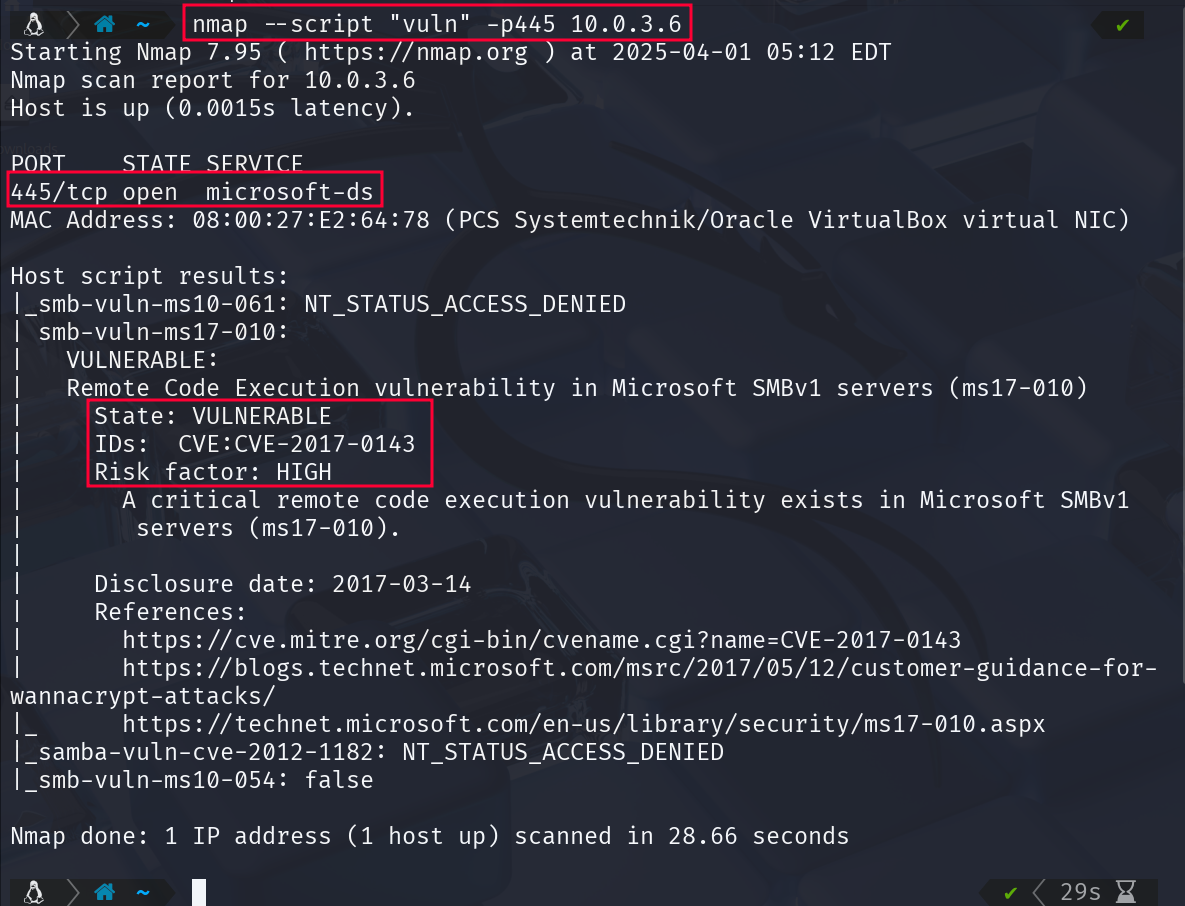 ~ nmap --script "vuln" -p445 10.0.3.6 ✔
Starting Nmap 7.95 ( https://nmap.org ) at 2025-04-01 05:12 EDT
Nmap scan report for 10.0.3.6
Host is up (0.0015s latency).
PORT    STATE SERVICE
445/tcp open  microsoft-ds
MAC Address: 08:00:27:E2:64:78 (PCS Systemtechnik/Oracle VirtualBox virtual NIC)
Host script results:
|_smb-vuln-ms10-061: NT_STATUS_ACCESS_DENIED
| smb-vuln-ms17-010:
|   VULNERABLE:
|   Remote Code Execution vulnerability in Microsoft SMBv1 servers (ms17-010)
|     State: VULNERABLE
|     IDs:  CVE:CVE-2017-0143
|     Risk factor: HIGH
|       A critical remote code execution vulnerability exists in Microsoft SMBv1
|        servers (ms17-010).
|
|     Disclosure date: 2017-03-14
|     References:
|       https://cve.mitre.org/cgi-bin/cvename.cgi?name=CVE-2017-0143
|       https://blogs.technet.microsoft.com/msrc/2017/05/12/customer-guidance-for-
wannacrypt-attacks/
|_      https://technet.microsoft.com/en-us/library/security/ms17-010.aspx
|_samba-vuln-cve-2012-1182: NT_STATUS_ACCESS_DENIED
|_smb-vuln-ms10-054: false
Nmap done: 1 IP address (1 host up) scanned in 28.66 seconds
~ ✔ 29s